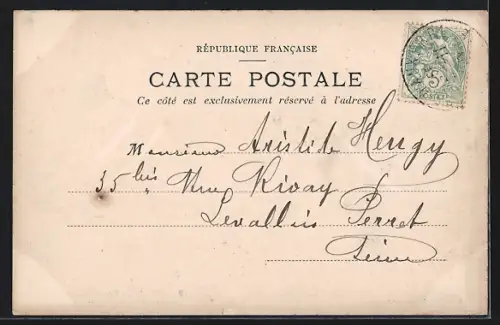 RÉPUBLIQUE FRANÇAISE
CARTE POSTALE
Ce côté est exclusivement réservé à l'adresse
Monsieur Aristide Hengy
35 bis Rue Rivay
Levallois Perret
Seine